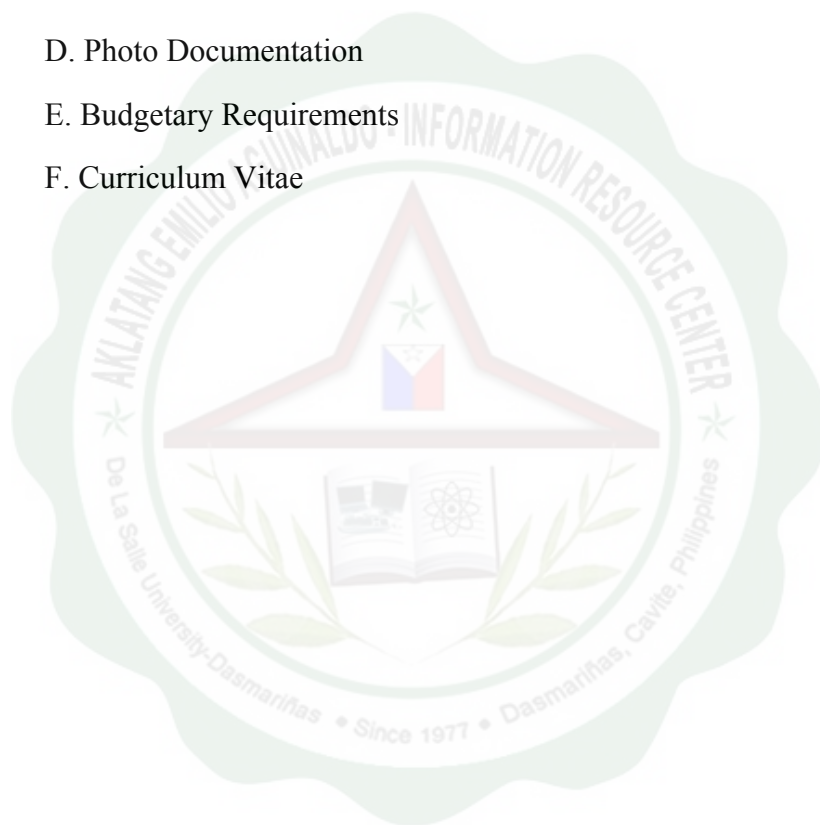 D. Photo Documentation
E. Budgetary Requirements
F. Curriculum Vitae
AKLATANG EMILIO AGUINALDO - INFORMATION RESOURCE CENTER
De La Salle University-Dasmariñas • Since 1977 • Dasmariñas, Cavite, Philippines